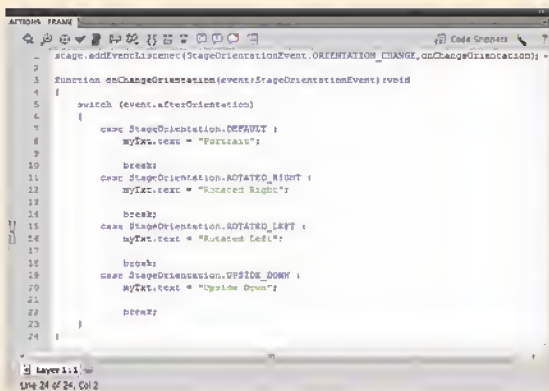 ACTIONS - FRAME
Code Snippets
1 stage.addEventListener(StageOrientationEvent.ORIENTATION_CHANGE,onChangeOrientation);
2
3 function onChangeOrientation(event:StageOrientationEvent):void
4 {
5 switch (event.afterOrientation)
6 {
7 case StageOrientation.DEFAULT :
8 myTxt.text = "Portrait";
9
10 break;
11 case StageOrientation.ROTATED_RIGHT :
12 myTxt.text = "Rotated Right";
13
14 break;
15 case StageOrientation.ROTATED_LEFT :
16 myTxt.text = "Rotated Left";
17
18 break;
19 case StageOrientation.UPSIDE_DOWN :
20 myTxt.text = "Upside Down";
21
22 break;
23 }
24 }
Layer 1:1
Line 24 of 24, Col 2